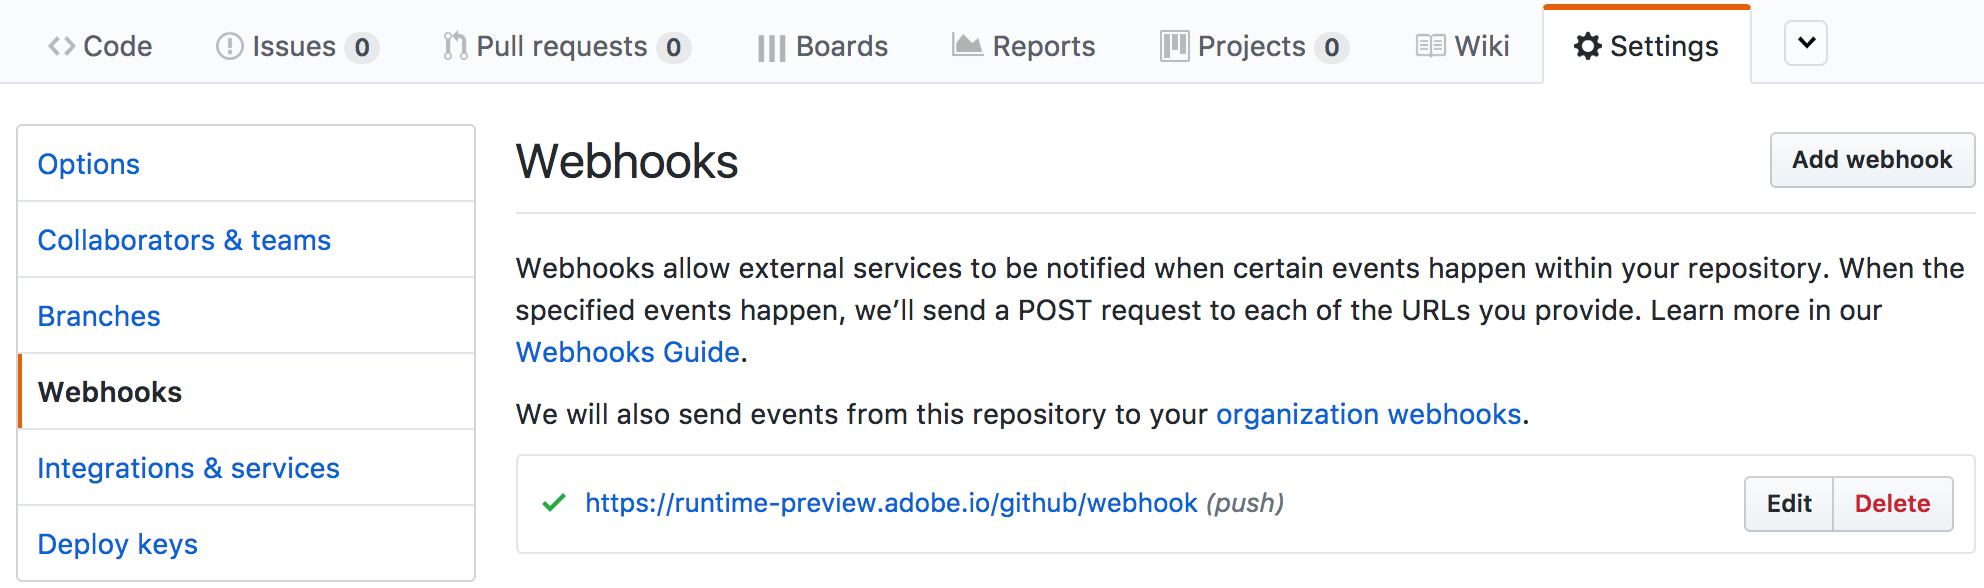 Code Issues 0 Pull requests 0 Boards Reports Projects 0 Wiki Settings
Options
Collaborators & teams
Branches
Webhooks
Integrations & services
Deploy keys
Webhooks
Add webhook
Webhooks allow external services to be notified when certain events happen within your repository. When the
specified events happen, we’ll send a POST request to each of the URLs you provide. Learn more in our
Webhooks Guide.
We will also send events from this repository to your organization webhooks.
https://runtime-preview.adobe.io/github/webhook (push)
Edit Delete